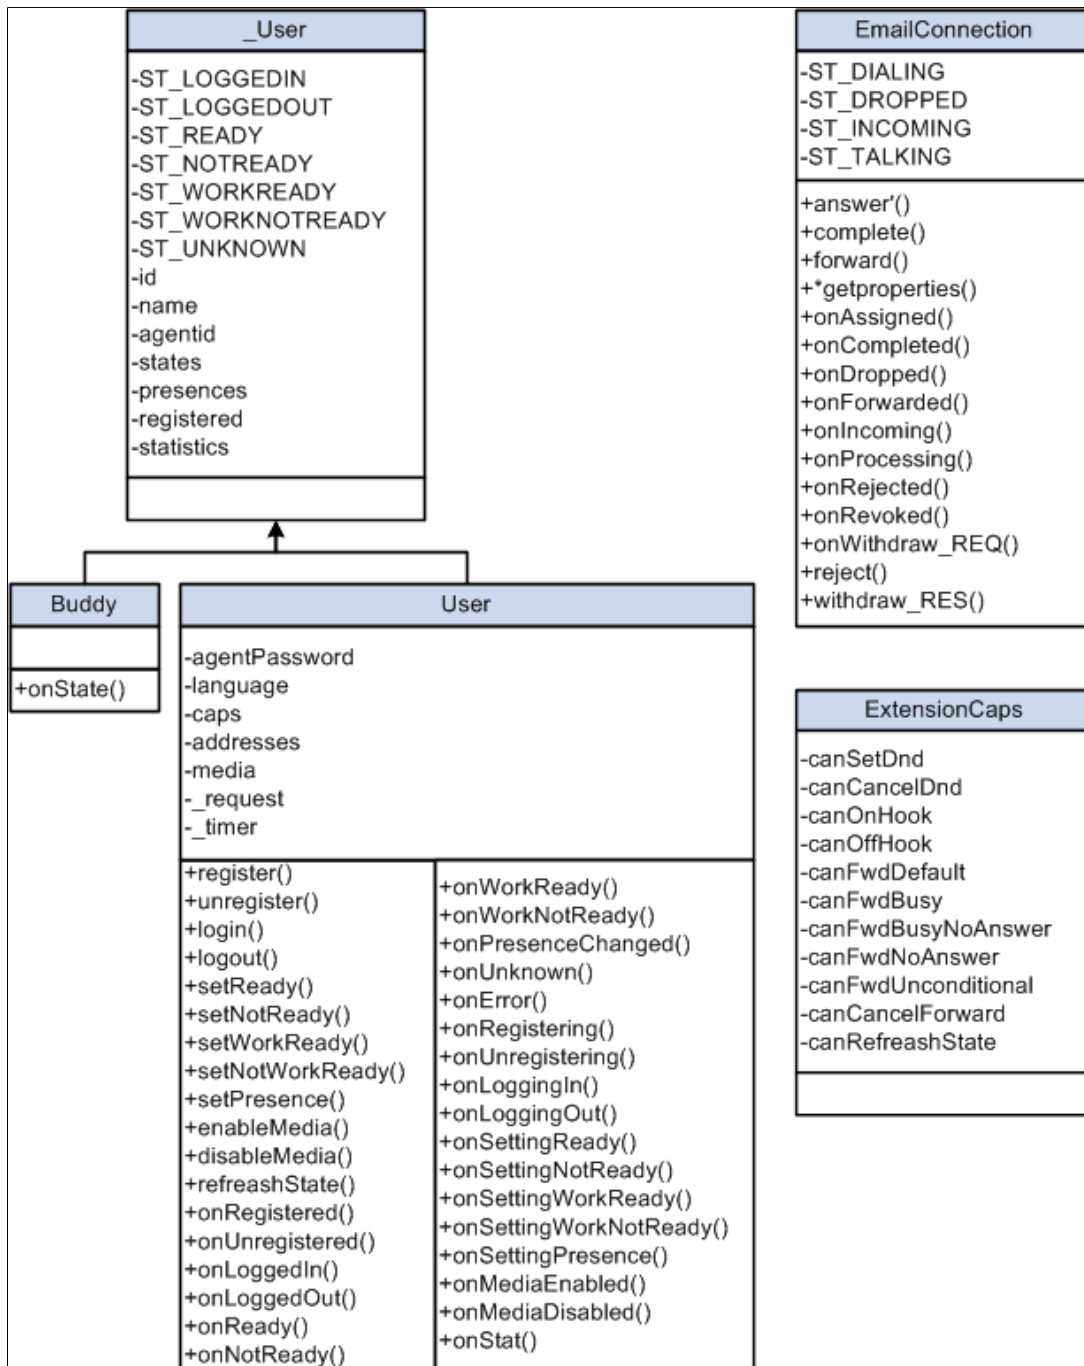 _User
-ST_LOGGEDIN
-ST_LOGGEDOUT
-ST_READY
-ST_NOTREADY
-ST_WORKREADY
-ST_WORKNOTREADY
-ST_UNKNOWN
-id
-name
-agentid
-states
-presences
-registered
-statistics
EmailConnection
-ST_DIALING
-ST_DROPPED
-ST_INCOMING
-ST_TALKING
+answer'()
+complete()
+forward()
+*getproperties()
+onAssigned()
+onCompleted()
+onDropped()
+onForwarded()
+onIncoming()
+onProcessing()
+onRejected()
+onRevoked()
+onWithdraw_REQ()
+reject()
+withdraw_RES()
Buddy
+onState()
User
-agentPassword
-language
-caps
-addresses
-media
-_request
-_timer
+register()
+unregister()
+login()
+logout()
+setReady()
+setNotReady()
+setWorkReady()
+setNotWorkReady()
+setPresence()
+enableMedia()
+disableMedia()
+refreashState()
+onRegistered()
+onUnregistered()
+onLoggedIn()
+onLoggedOut()
+onReady()
+onNotReady()
+onWorkReady()
+onWorkNotReady()
+onPresenceChanged()
+onUnknown()
+onError()
+onRegistering()
+onUnregistering()
+onLoggingIn()
+onLoggingOut()
+onSettingReady()
+onSettingNotReady()
+onSettingWorkReady()
+onSettingWorkNotReady()
+onSettingPresence()
+onMediaEnabled()
+onMediaDisabled()
+onStat()
ExtensionCaps
-canSetDnd
-canCancelDnd
-canOnHook
-canOffHook
-canFwdDefault
-canFwdBusy
-canFwdBusyNoAnswer
-canFwdNoAnswer
-canFwdUnconditional
-canCancelForward
-canRefreashState